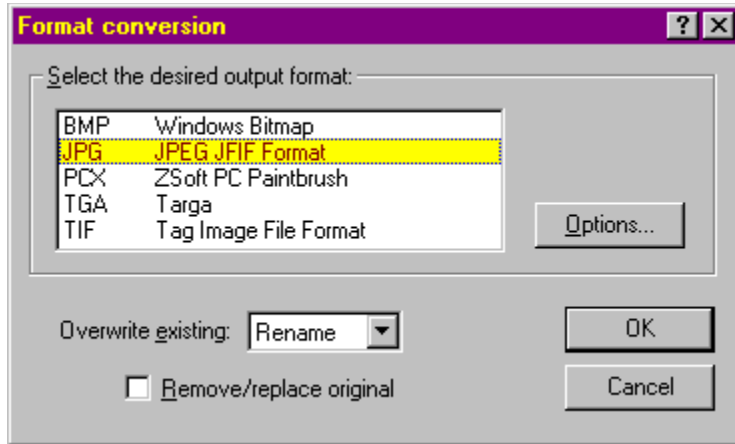 Format conversion
Select the desired output format:
BMP Windows Bitmap
JPG JPEG JFIF Format
PCX ZSoft PC Paintbrush
TGA Targa
TIF Tag Image File Format
Options...
Overwrite existing: Rename
OK
Remove/replace original
Cancel